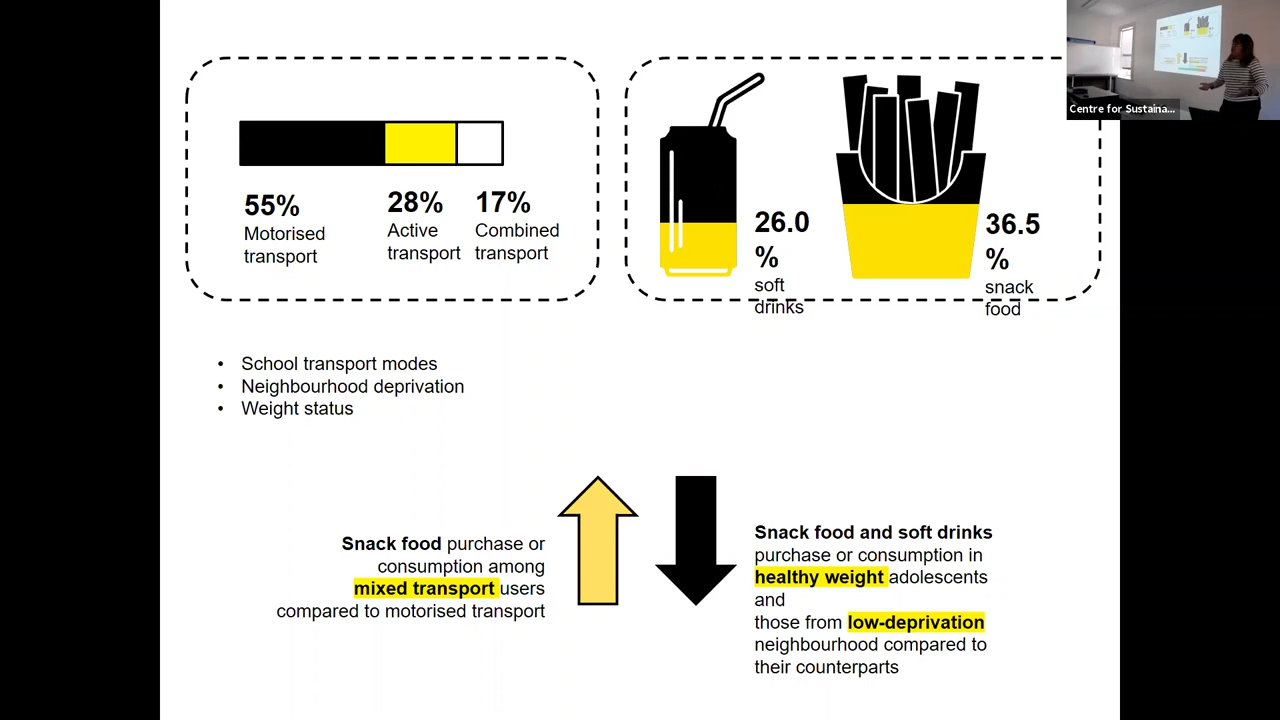 55%
Motorised
transport
28%
Active
transport
17%
Combined
transport
26.0
%
soft
drinks
36.5
%
snack
food
Centre for Sustaina...
• School transport modes
• Neighbourhood deprivation
• Weight status
Snack food purchase or
consumption among
mixed transport users
compared to motorised transport
Snack food and soft drinks
purchase or consumption in
healthy weight adolescents
and
those from low-deprivation
neighbourhood compared to
their counterparts